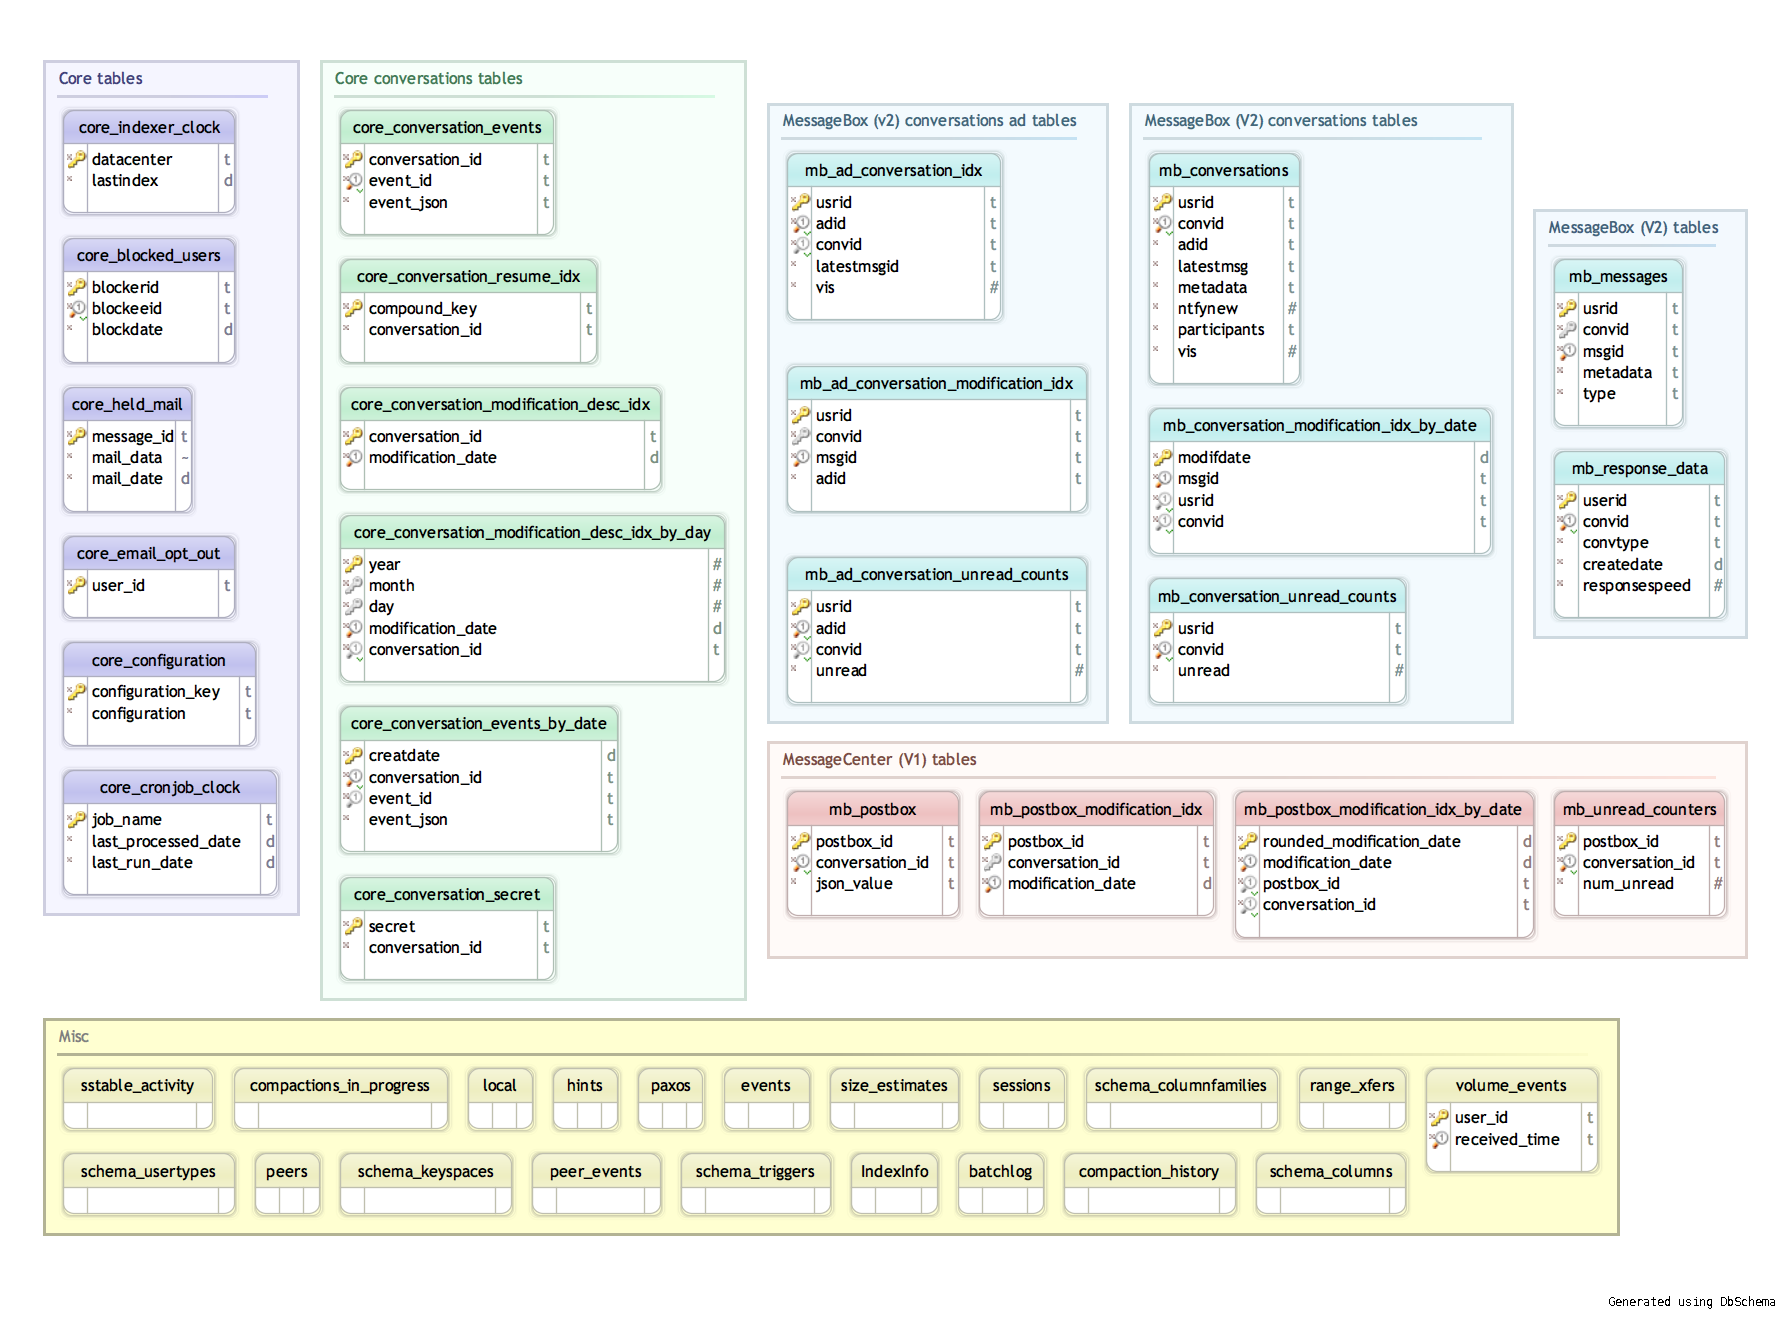 Core tables
core_indexer_clock
datacenter t
lastindex d
core_blocked_users
blockerid t
blockeeid t
blockdate d
core_held_mail
message_id t
mail_data ~
mail_date d
core_email_opt_out
user_id t
core_configuration
configuration_key t
configuration t
core_cronjob_clock
job_name t
last_processed_date d
last_run_date d
Core conversations tables
core_conversation_events
conversation_id t
event_id t
event_json t
core_conversation_resume_idx
compound_key t
conversation_id t
core_conversation_modification_desc_idx
conversation_id t
modification_date d
core_conversation_modification_desc_idx_by_day
year #
month #
day #
modification_date d
conversation_id t
core_conversation_events_by_date
creatdate d
conversation_id t
event_id t
event_json t
core_conversation_secret
secret t
conversation_id t
MessageBox (v2) conversations ad tables
mb_ad_conversation_idx
usrid t
adid t
convid t
latestmsgid t
vis #
mb_ad_conversation_modification_idx
usrid t
convid t
msgid t
adid t
mb_ad_conversation_unread_counts
usrid t
adid t
convid t
unread #
MessageBox (V2) conversations tables
mb_conversations
usrid t
convid t
adid t
latestmsg t
metadata t
ntfynew #
participants t
vis #
mb_conversation_modification_idx_by_date
modifdate d
msgid t
usrid t
convid t
mb_conversation_unread_counts
usrid t
convid t
unread #
MessageBox (V2) tables
mb_messages
usrid t
convid t
msgid t
metadata t
type t
mb_response_data
userid t
convid t
convtype t
createdate d
responsespeed #
MessageCenter (V1) tables
mb_postbox
postbox_id t
conversation_id t
json_value t
mb_postbox_modification_idx
postbox_id t
conversation_id t
modification_date d
mb_postbox_modification_idx_by_date
rounded_modification_date d
modification_date d
postbox_id t
conversation_id t
mb_unread_counters
postbox_id t
conversation_id t
num_unread #
Misc
sstable_activity
compactions_in_progress
local
hints
paxos
events
size_estimates
sessions
schema_columnfamilies
range_xfers
volume_events
user_id t
received_time t
schema_usertypes
peers
schema_keyspaces
peer_events
schema_triggers
IndexInfo
batchlog
compaction_history
schema_columns
Generated using DbSchema